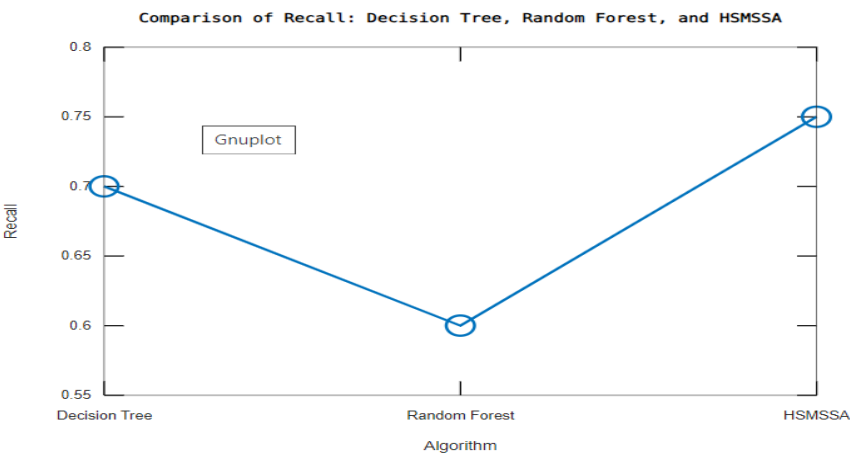 Comparison of Recall: Decision Tree, Random Forest, and HSMSSA
0.8
0.75
Gnuplot
0.7
Recall
0.65
0.6
0.55
Decision Tree Random Forest HSMSSA
Algorithm